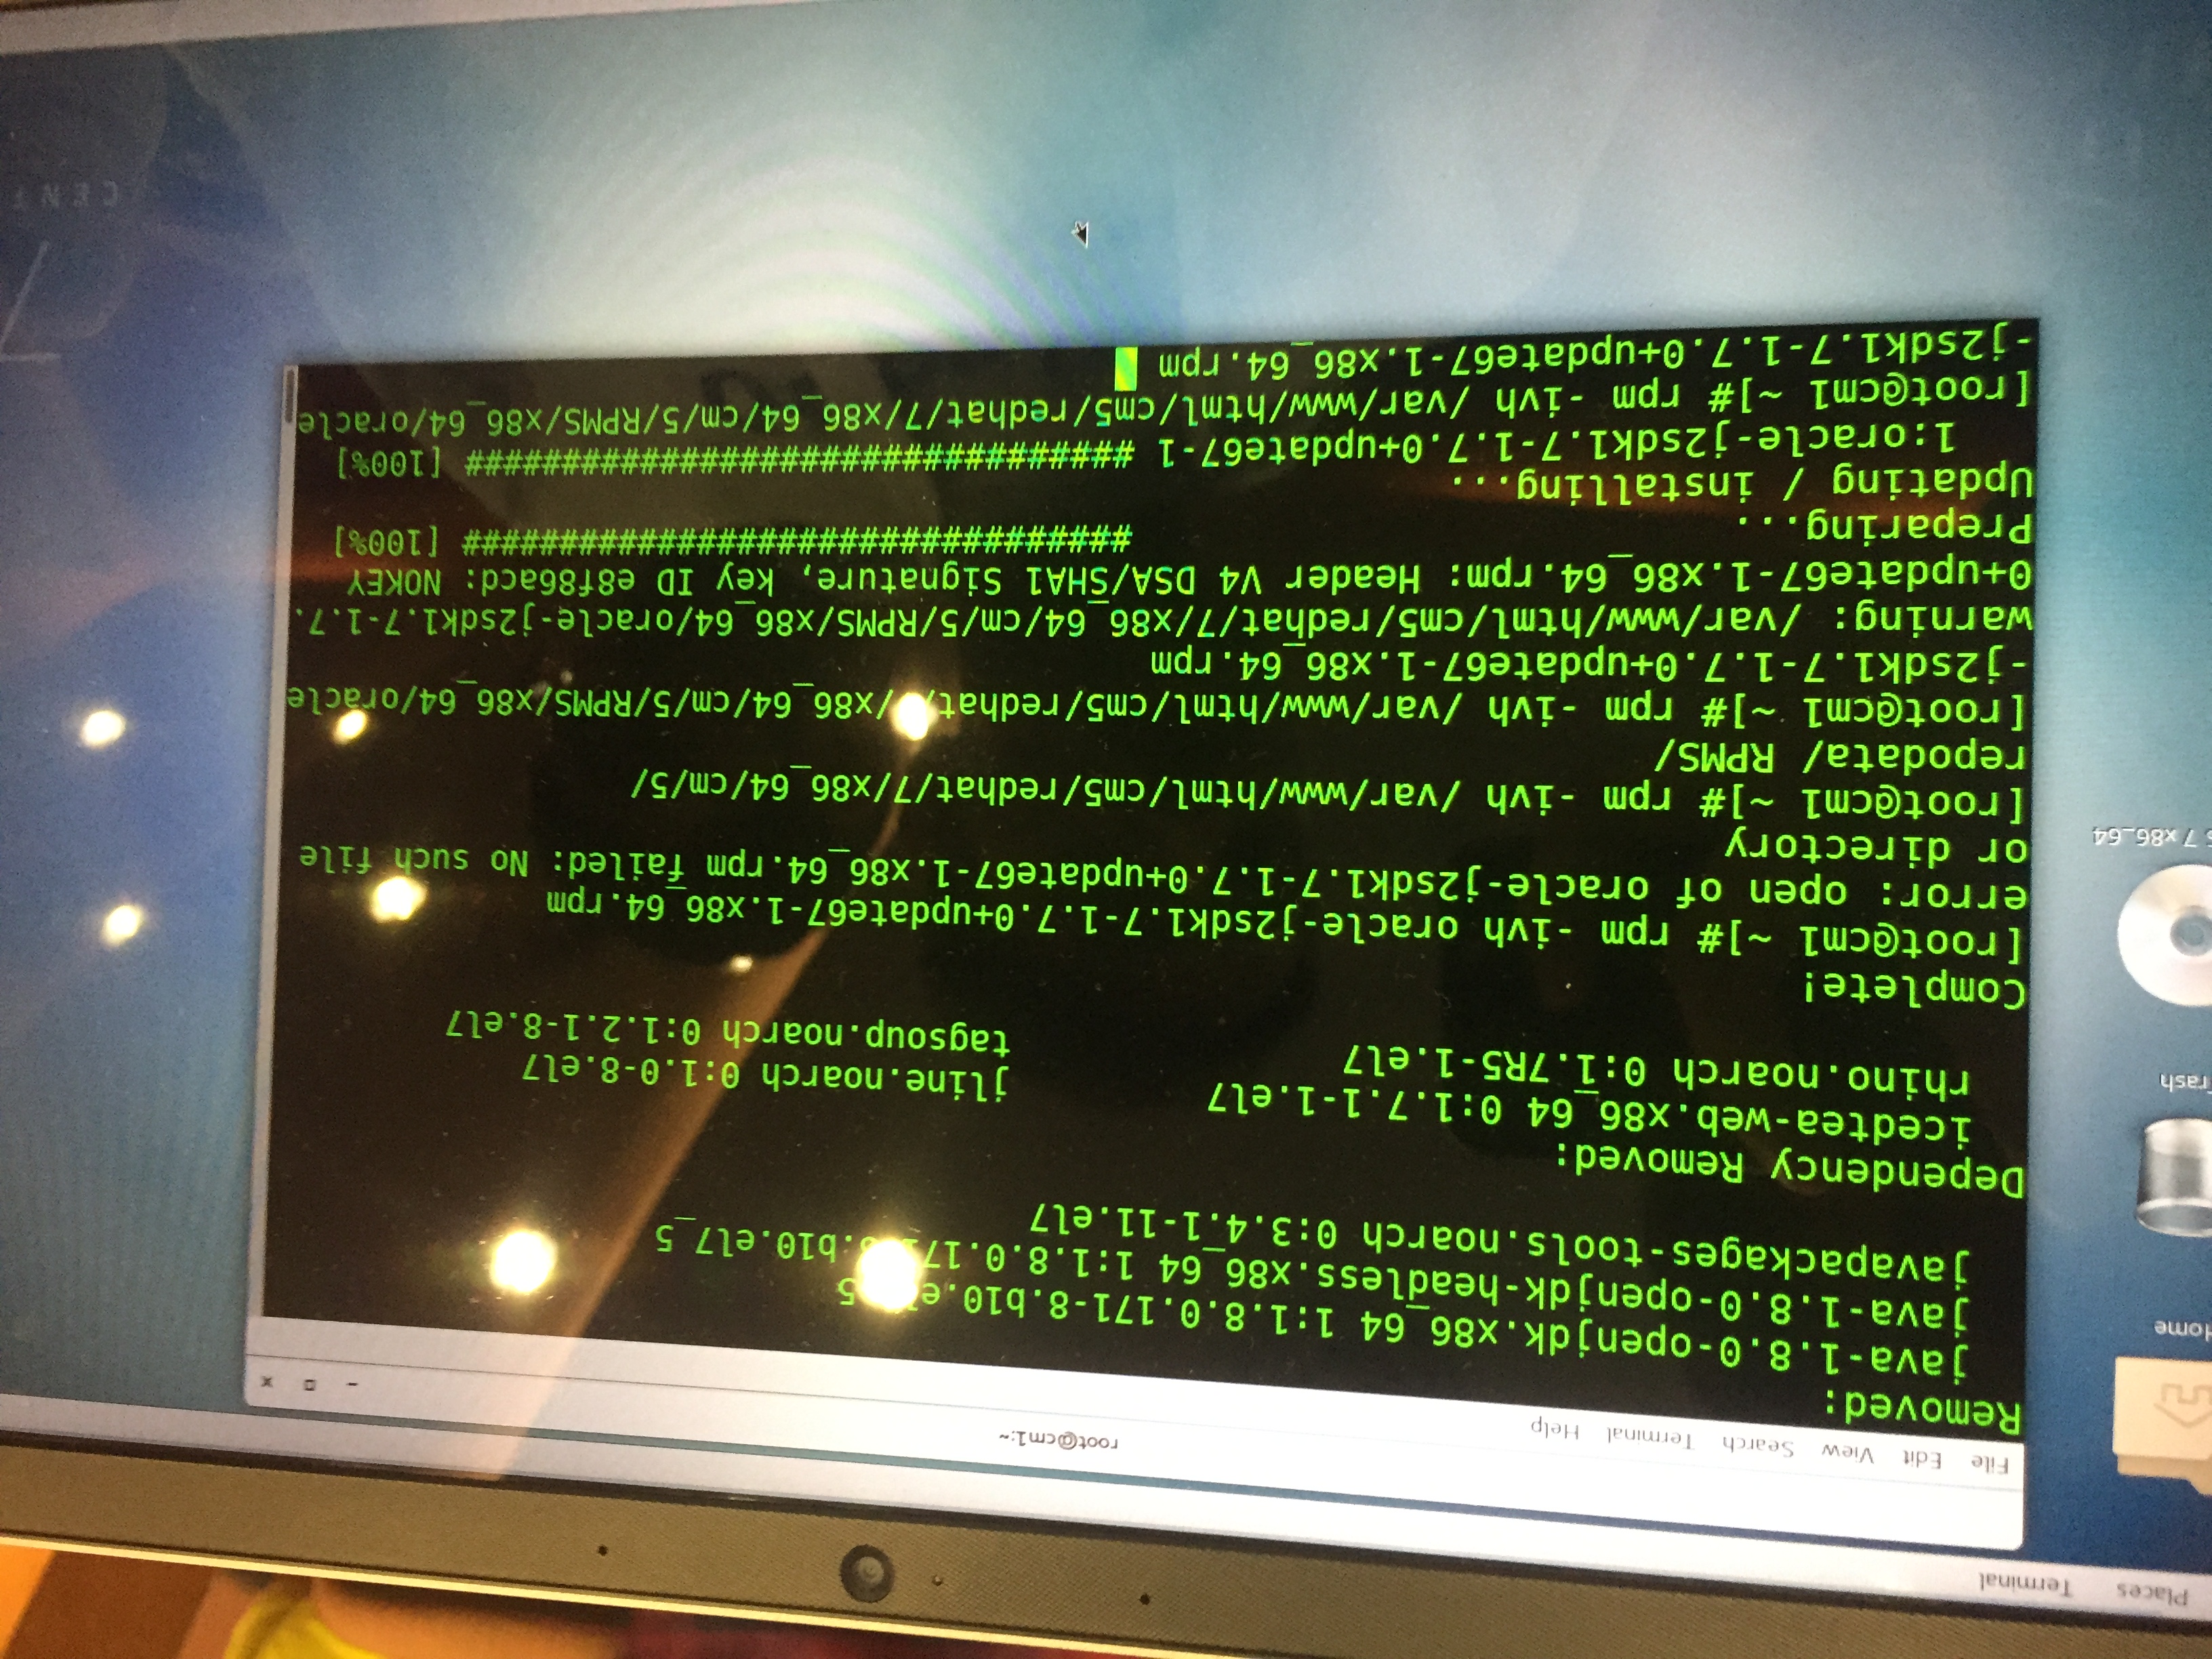 Places Terminal
root@cm1:~
File Edit View Search Terminal Help
Removed:
java-1.8.0-openjdk.x86_64 1:1.8.0.171-8.b10.e 5
java-1.8.0-openjdk-headless.x86_64 1:1.8.0.17 .b10.el7_5
javapackages-tools.noarch 0:3.4.1-11.el7
Dependency Removed:
icedtea-web.x86_64 0:1.7.1-1.el7 jline.noarch 0:1.0-8.el7
rhino.noarch 0:1.7R5-1.el7 tagsoup.noarch 0:1.2.1-8.el7
Complete!
[root@cm1 ~]# rpm -ivh oracle-j2sdk1.7-1.7.0+update67-1.x86_64.rpm
error: open of oracle-j2sdk1.7-1.7.0+update67-1.x86_64.rpm failed: No such file
or directory
[root@cm1 ~]# rpm -ivh /var/www/html/cm5/redhat/7/x86_64/cm/5/
repodata/ RPMS/
[root@cm1 ~]# rpm -ivh /var/www/html/cm5/redhat/ /x86_64/cm/5/RPMS/x86_64/oracle
-j2sdk1.7-1.7.0+update67-1.x86_64.rpm
warning: /var/www/html/cm5/redhat/7/x86_64/cm/5/RPMS/x86_64/oracle-j2sdk1.7-1.7.
0+update67-1.x86_64.rpm: Header V4 DSA/SHA1 Signature, key ID e8f86acd: NOKEY
Preparing... ################################ [100%]
Updating / installing...
1:oracle-j2sdk1.7-1.7.0+update67-1 ################################ [100%]
[root@cm1 ~]# rpm -ivh /var/www/html/cm5/redhat/7/x86_64/cm/5/RPMS/x86_64/oracle
-j2sdk1.7-1.7.0+update67-1.x86_64.rpm
Home
Trash
S 7 x86_64
7
CENT